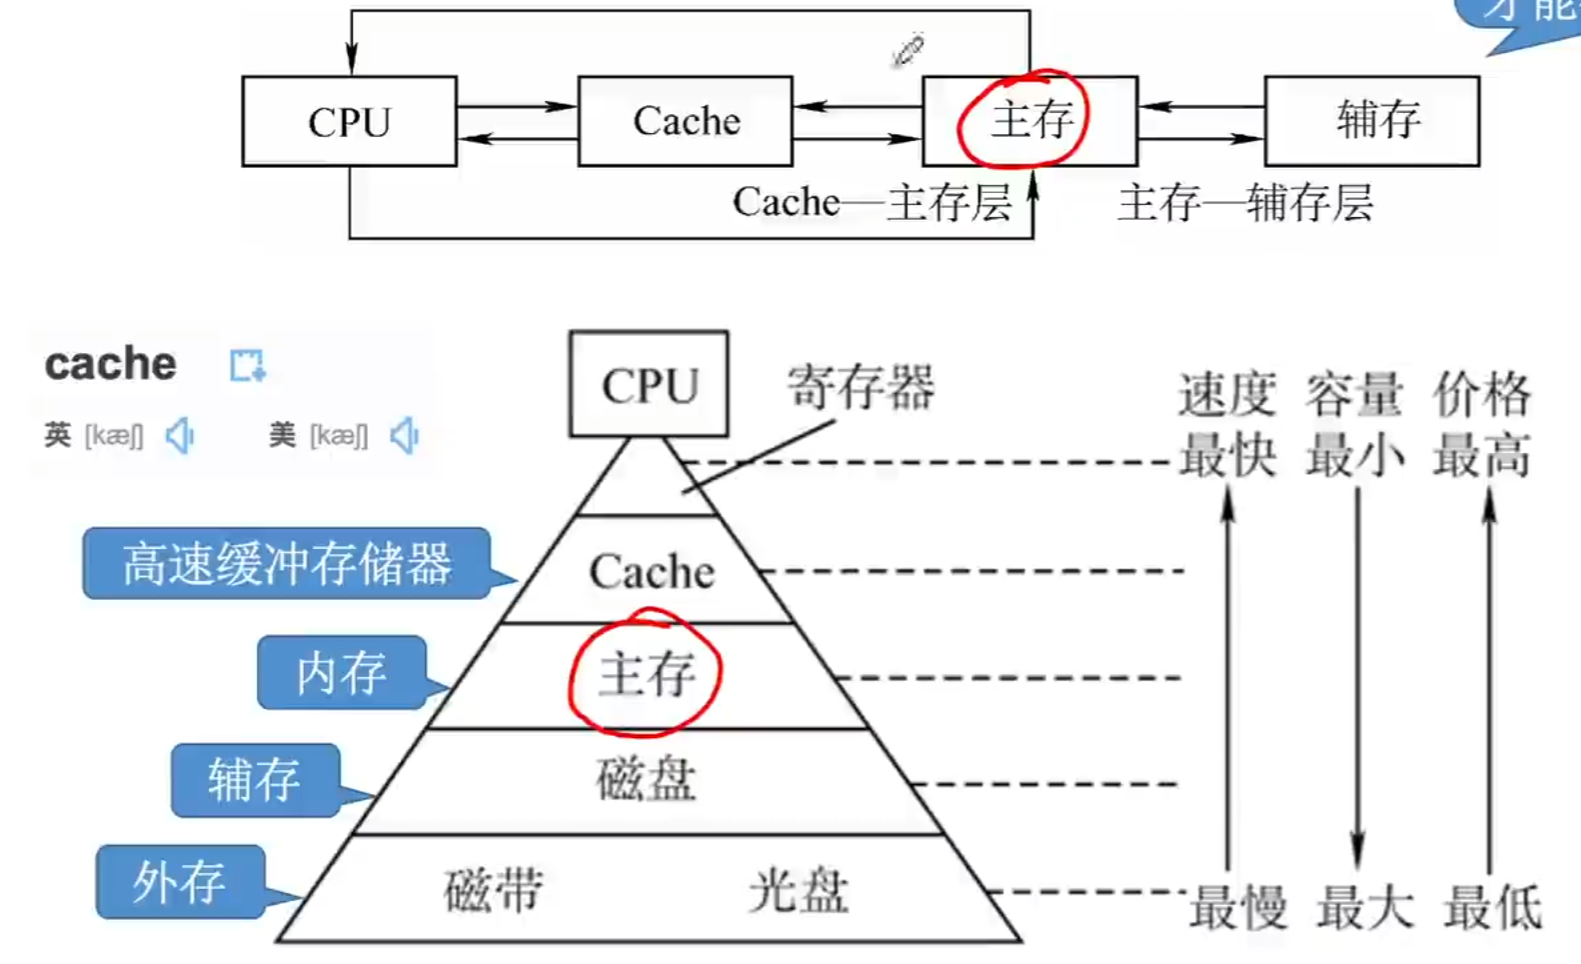 才能
CPU
Cache
主存
辅存
Cache—主存层
主存—辅存层
cache
英 [kæʃ]
美 [kæʃ]
CPU
寄存器
速度 容量 价格
最快 最小 最高
高速缓冲存储器
Cache
内存
主存
辅存
磁盘
外存
磁带
光盘
最慢 最大 最低